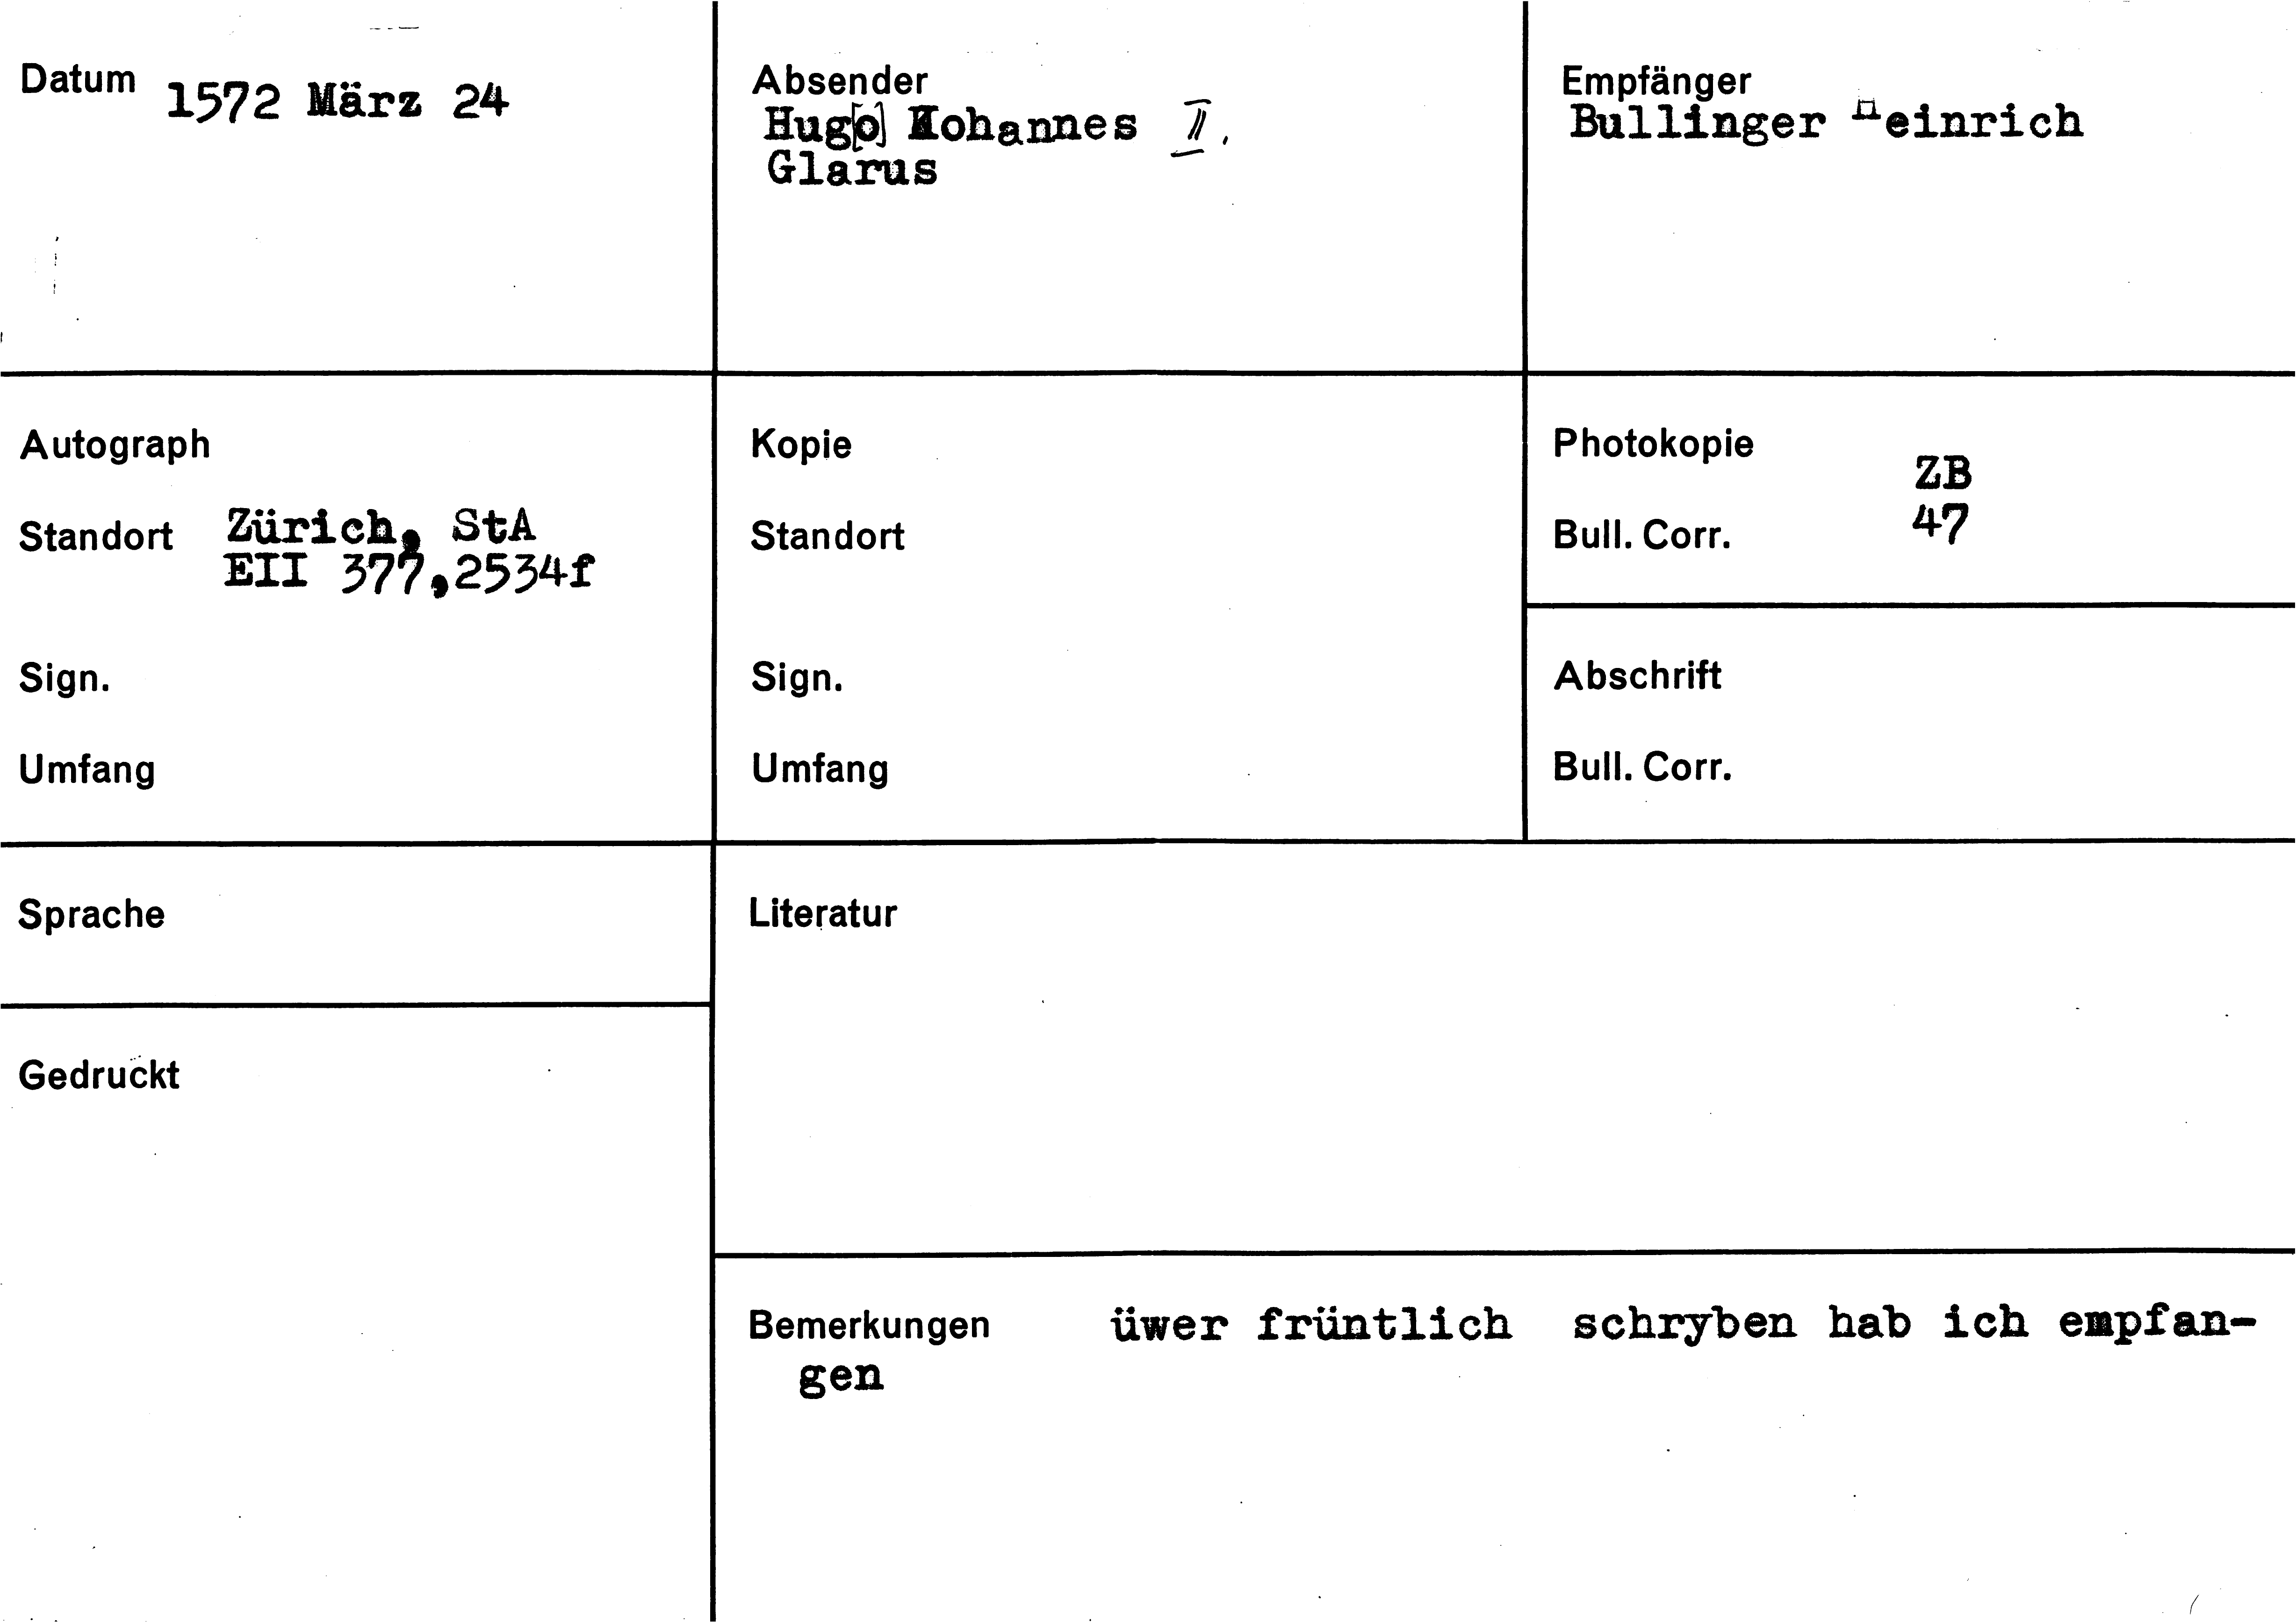 Datum 1572 März 24
Absender
Hug[o] Johannes II.
Glarus
Empfänger
Bullinger Heinrich
Autograph
Standort Zürich, StA
EII 377,2534f
Sign.
Umfang
Kopie
Standort
Sign.
Umfang
Photokopie ZB
Bull. Corr. 47
Abschrift
Bull. Corr.
Sprache
Literatur
Gedruckt
Bemerkungen üwer früntlich schryben hab ich empfan-
gen